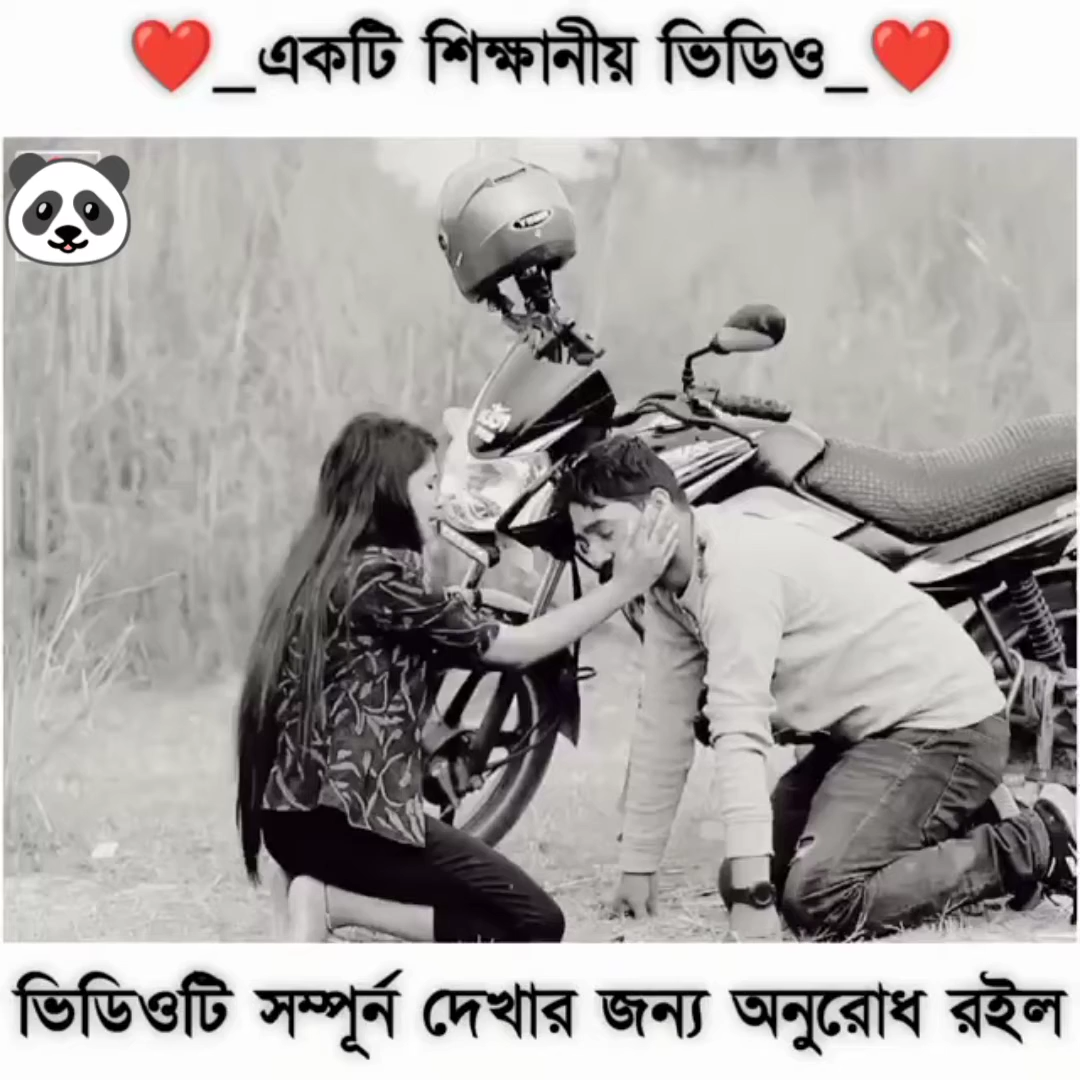 ❤️_একটি শিক্ষানীয় ভিডিও_❤️
ভিডিওটি সম্পূর্ন দেখার জন্য অনুরোধ রইল